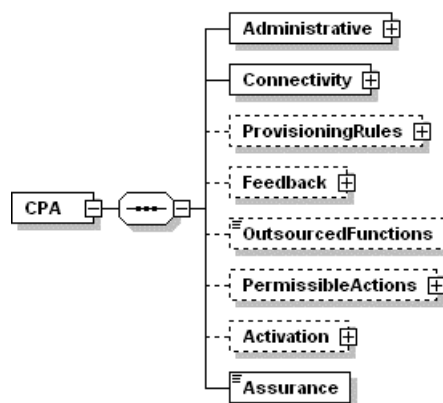 Administrative
Connectivity
ProvisioningRules
Feedback
CPA
OutsourcedFunctions
PermissibleActions
Activation
Assurance